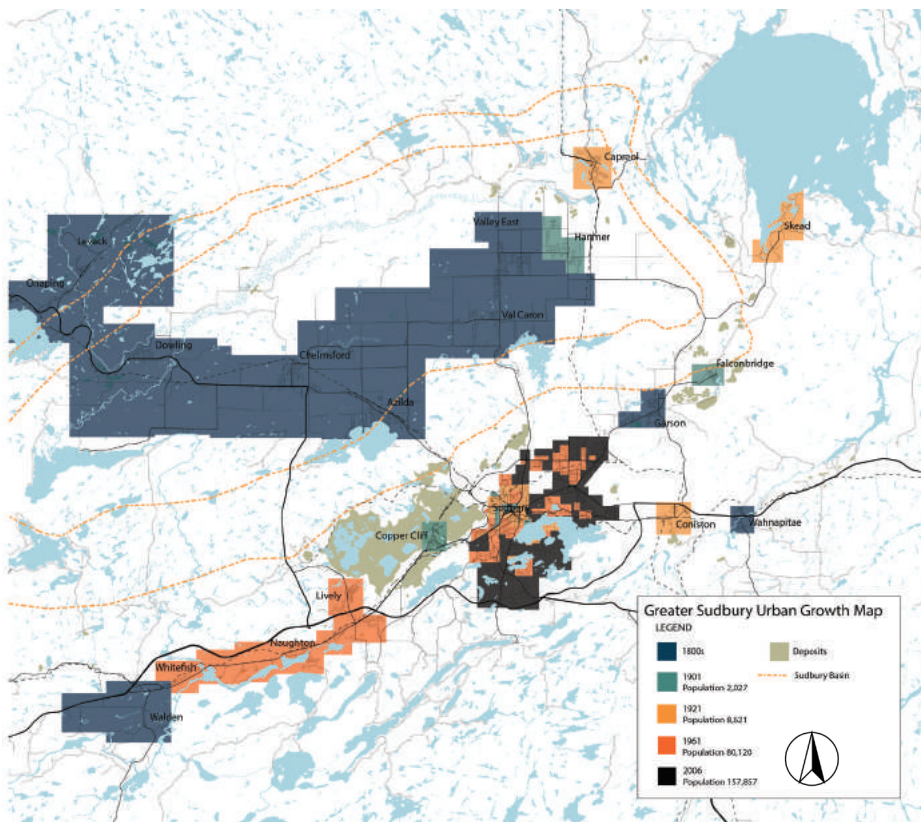 Capreol
Skead
Valley East
Hanmer
Levack
Onaping
Val Caron
Dowling
Chelmsford
Falconbridge
Azilda
Garson
Sudbury
Coniston
Wahnapitae
Copper Cliff
Lively
Naughton
Whitefish
Walden
Greater Sudbury Urban Growth Map
LEGEND
1800s
Deposits
1901
Population 2,027
Sudbury Basin
1921
Population 8,621
1961
Population 80,120
2006
Population 157,857